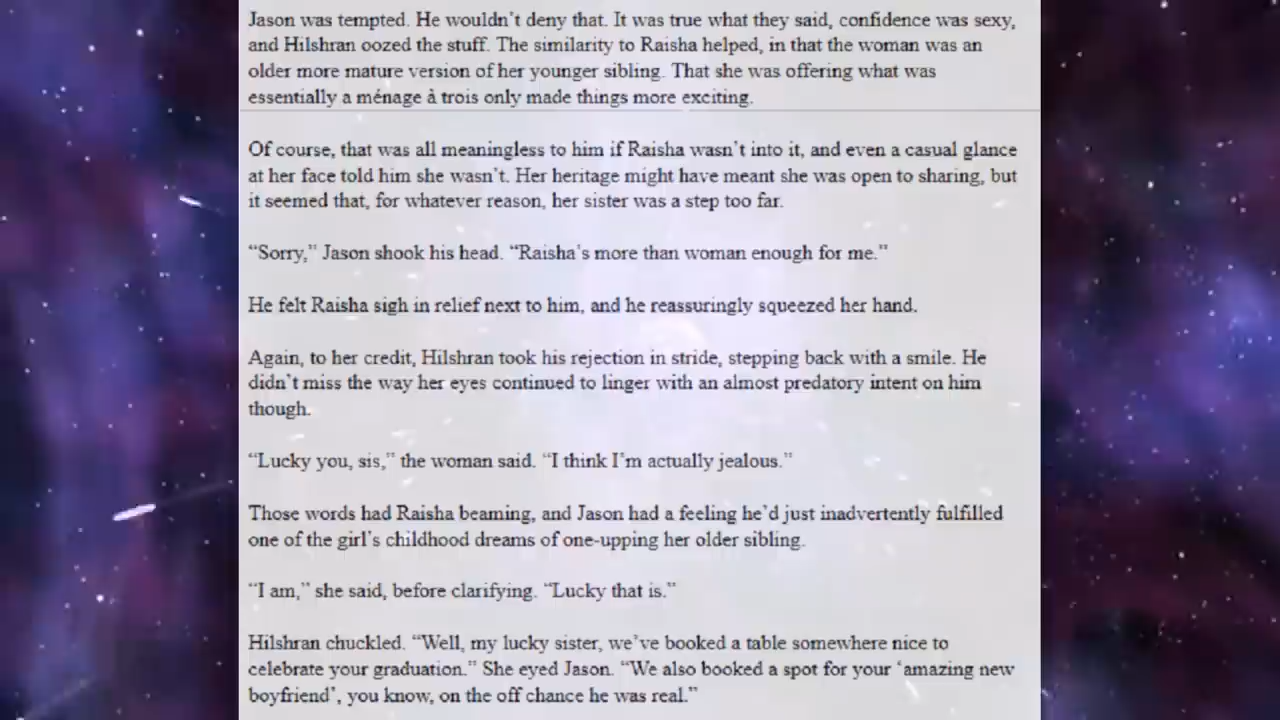 Jason was tempted. He wouldn’t deny that. It was true what they said, confidence was sexy,
and Hilshran oozed the stuff. The similarity to Raisha helped, in that the woman was an
older more mature version of her younger sibling. That she was offering what was
essentially a ménage à trois only made things more exciting.
Of course, that was all meaningless to him if Raisha wasn’t into it, and even a casual glance
at her face told him she wasn’t. Her heritage might have meant she was open to sharing, but
it seemed that, for whatever reason, her sister was a step too far.
“Sorry,” Jason shook his head. “Raisha’s more than woman enough for me.”
He felt Raisha sigh in relief next to him, and he reassuringly squeezed her hand.
Again, to her credit, Hilshran took his rejection in stride, stepping back with a smile. He
didn’t miss the way her eyes continued to linger with an almost predatory intent on him
though.
“Lucky you, sis,” the woman said. “I think I’m actually jealous.”
Those words had Raisha beaming, and Jason had a feeling he’d just inadvertently fulfilled
one of the girl’s childhood dreams of one-upping her older sibling.
“I am,” she said, before clarifying. “Lucky that is.”
Hilshran chuckled. “Well, my lucky sister, we’ve booked a table somewhere nice to
celebrate your graduation.” She eyed Jason. “We also booked a spot for your ‘amazing new
boyfriend’, you know, on the off chance he was real.”